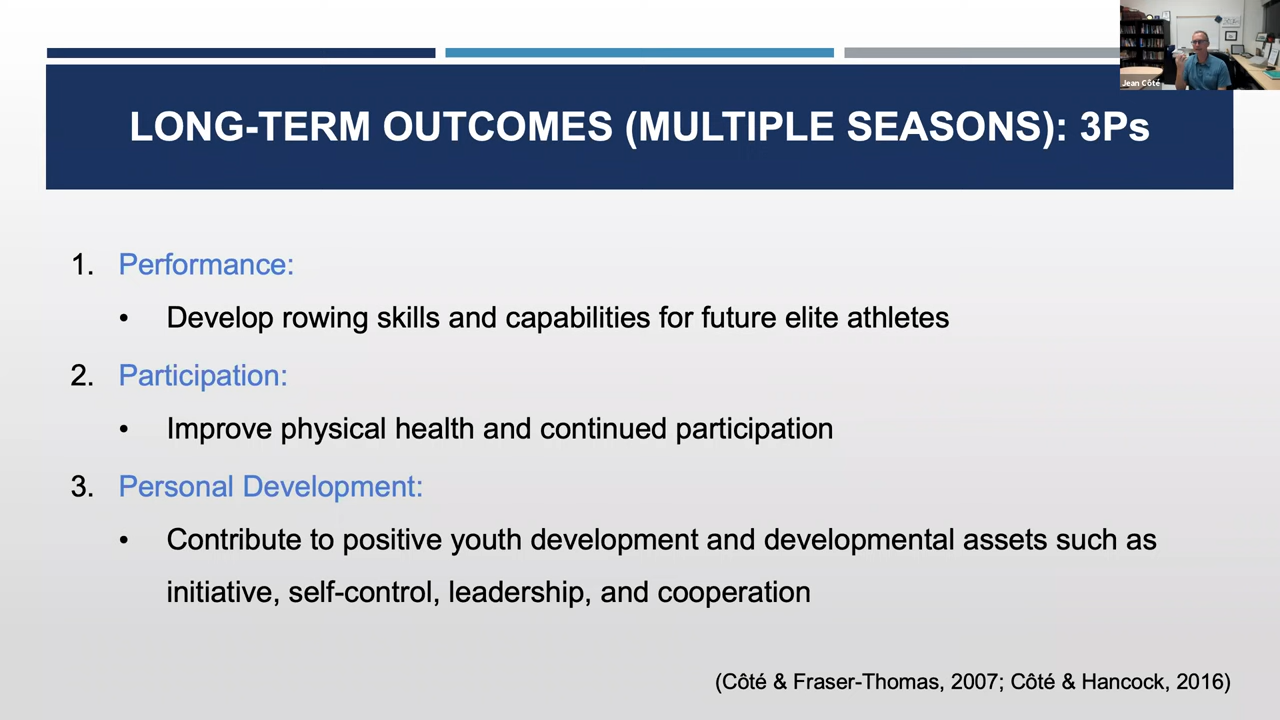 Jean Côté
LONG-TERM OUTCOMES (MULTIPLE SEASONS): 3Ps
1. Performance:
• Develop rowing skills and capabilities for future elite athletes
2. Participation:
• Improve physical health and continued participation
3. Personal Development:
• Contribute to positive youth development and developmental assets such as
initiative, self-control, leadership, and cooperation
(Côté & Fraser-Thomas, 2007; Côté & Hancock, 2016)